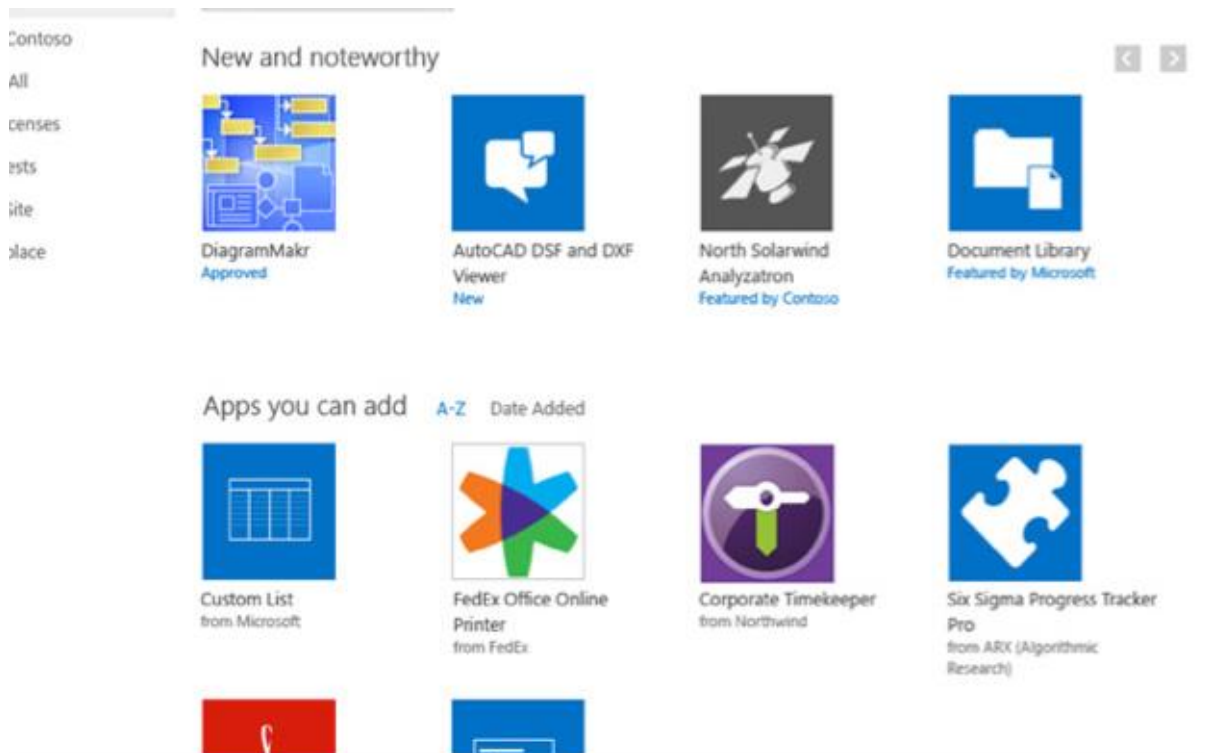 Contoso
All
censes
ests
site
place
New and noteworthy
DiagramMakr
Approved
AutoCAD DSF and DXF
Viewer
New
North Solarwind
Analyzatron
Featured by Contoso
Document Library
Featured by Microsoft
Apps you can add A-Z Date Added
Custom List
from Microsoft
FedEx Office Online
Printer
from FedEx
Corporate Timekeeper
from Northwind
Six Sigma Progress Tracker
Pro
from ARX (Algorithmic
Research)